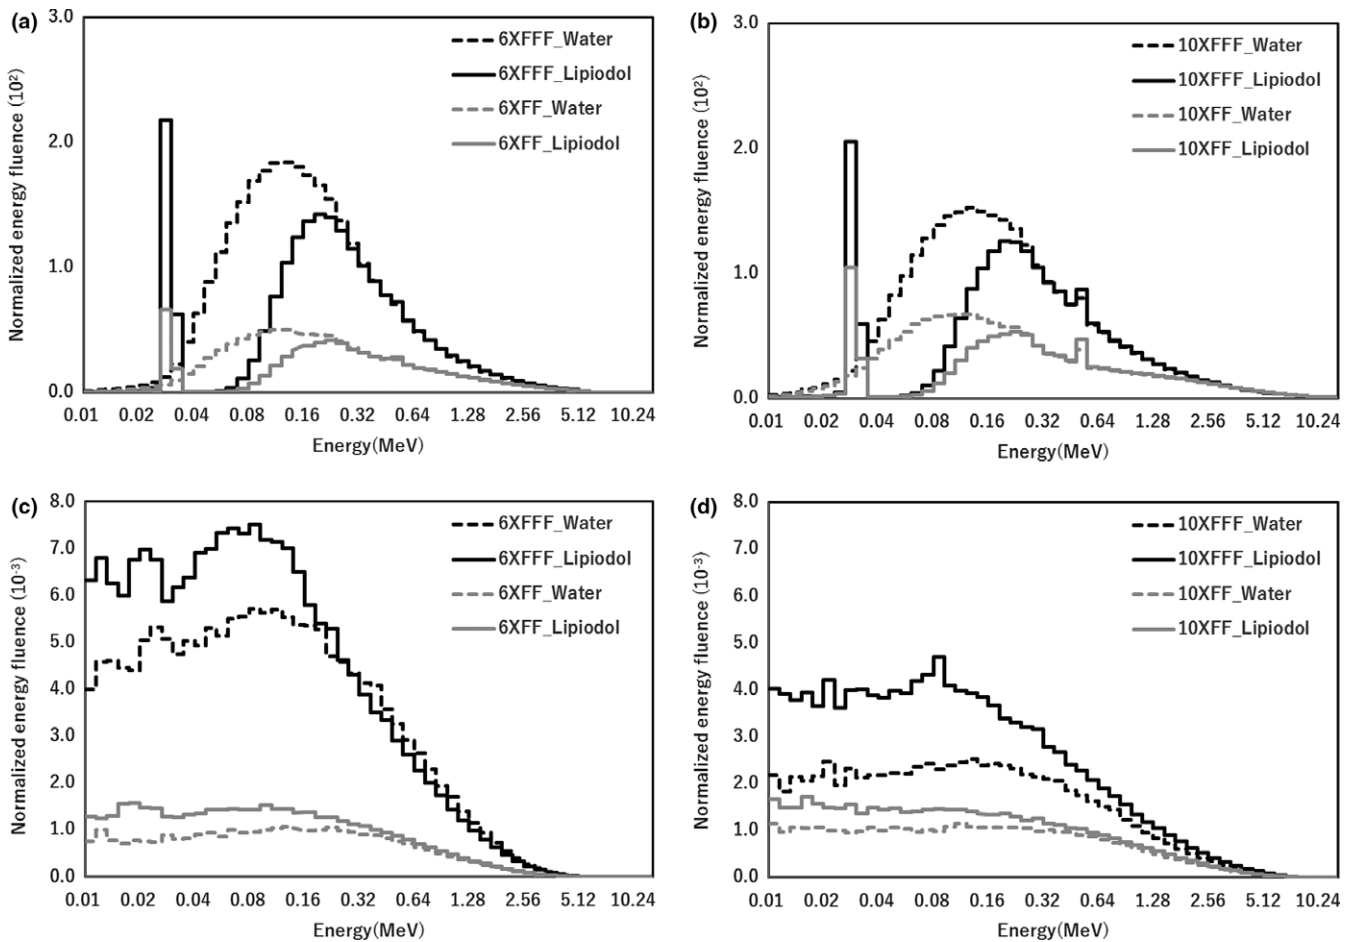 (a)
3.0
2.0
1.0
0.0
Normalized energy fluence (10²)
6XFFF_Water
6XFFF_Lipiodol
6XFF_Water
6XFF_Lipiodol
0.01 0.02 0.04 0.08 0.16 0.32 0.64 1.28 2.56 5.12 10.24
Energy(MeV)
(b)
3.0
2.0
1.0
0.0
Normalized energy fluence (10²)
10XFFF_Water
10XFFF_Lipiodol
10XFF_Water
10XFF_Lipiodol
0.01 0.02 0.04 0.08 0.16 0.32 0.64 1.28 2.56 5.12 10.24
Energy(MeV)
(c)
8.0
7.0
6.0
5.0
4.0
3.0
2.0
1.0
0.0
Normalized energy fluence (10⁻³)
6XFFF_Water
6XFFF_Lipiodol
6XFF_Water
6XFF_Lipiodol
0.01 0.02 0.04 0.08 0.16 0.32 0.64 1.28 2.56 5.12 10.24
Energy(MeV)
(d)
8.0
7.0
6.0
5.0
4.0
3.0
2.0
1.0
0.0
Normalized energy fluence (10⁻³)
10XFFF_Water
10XFFF_Lipiodol
10XFF_Water
10XFF_Lipiodol
0.01 0.02 0.04 0.08 0.16 0.32 0.64 1.28 2.56 5.12 10.24
Energy(MeV)